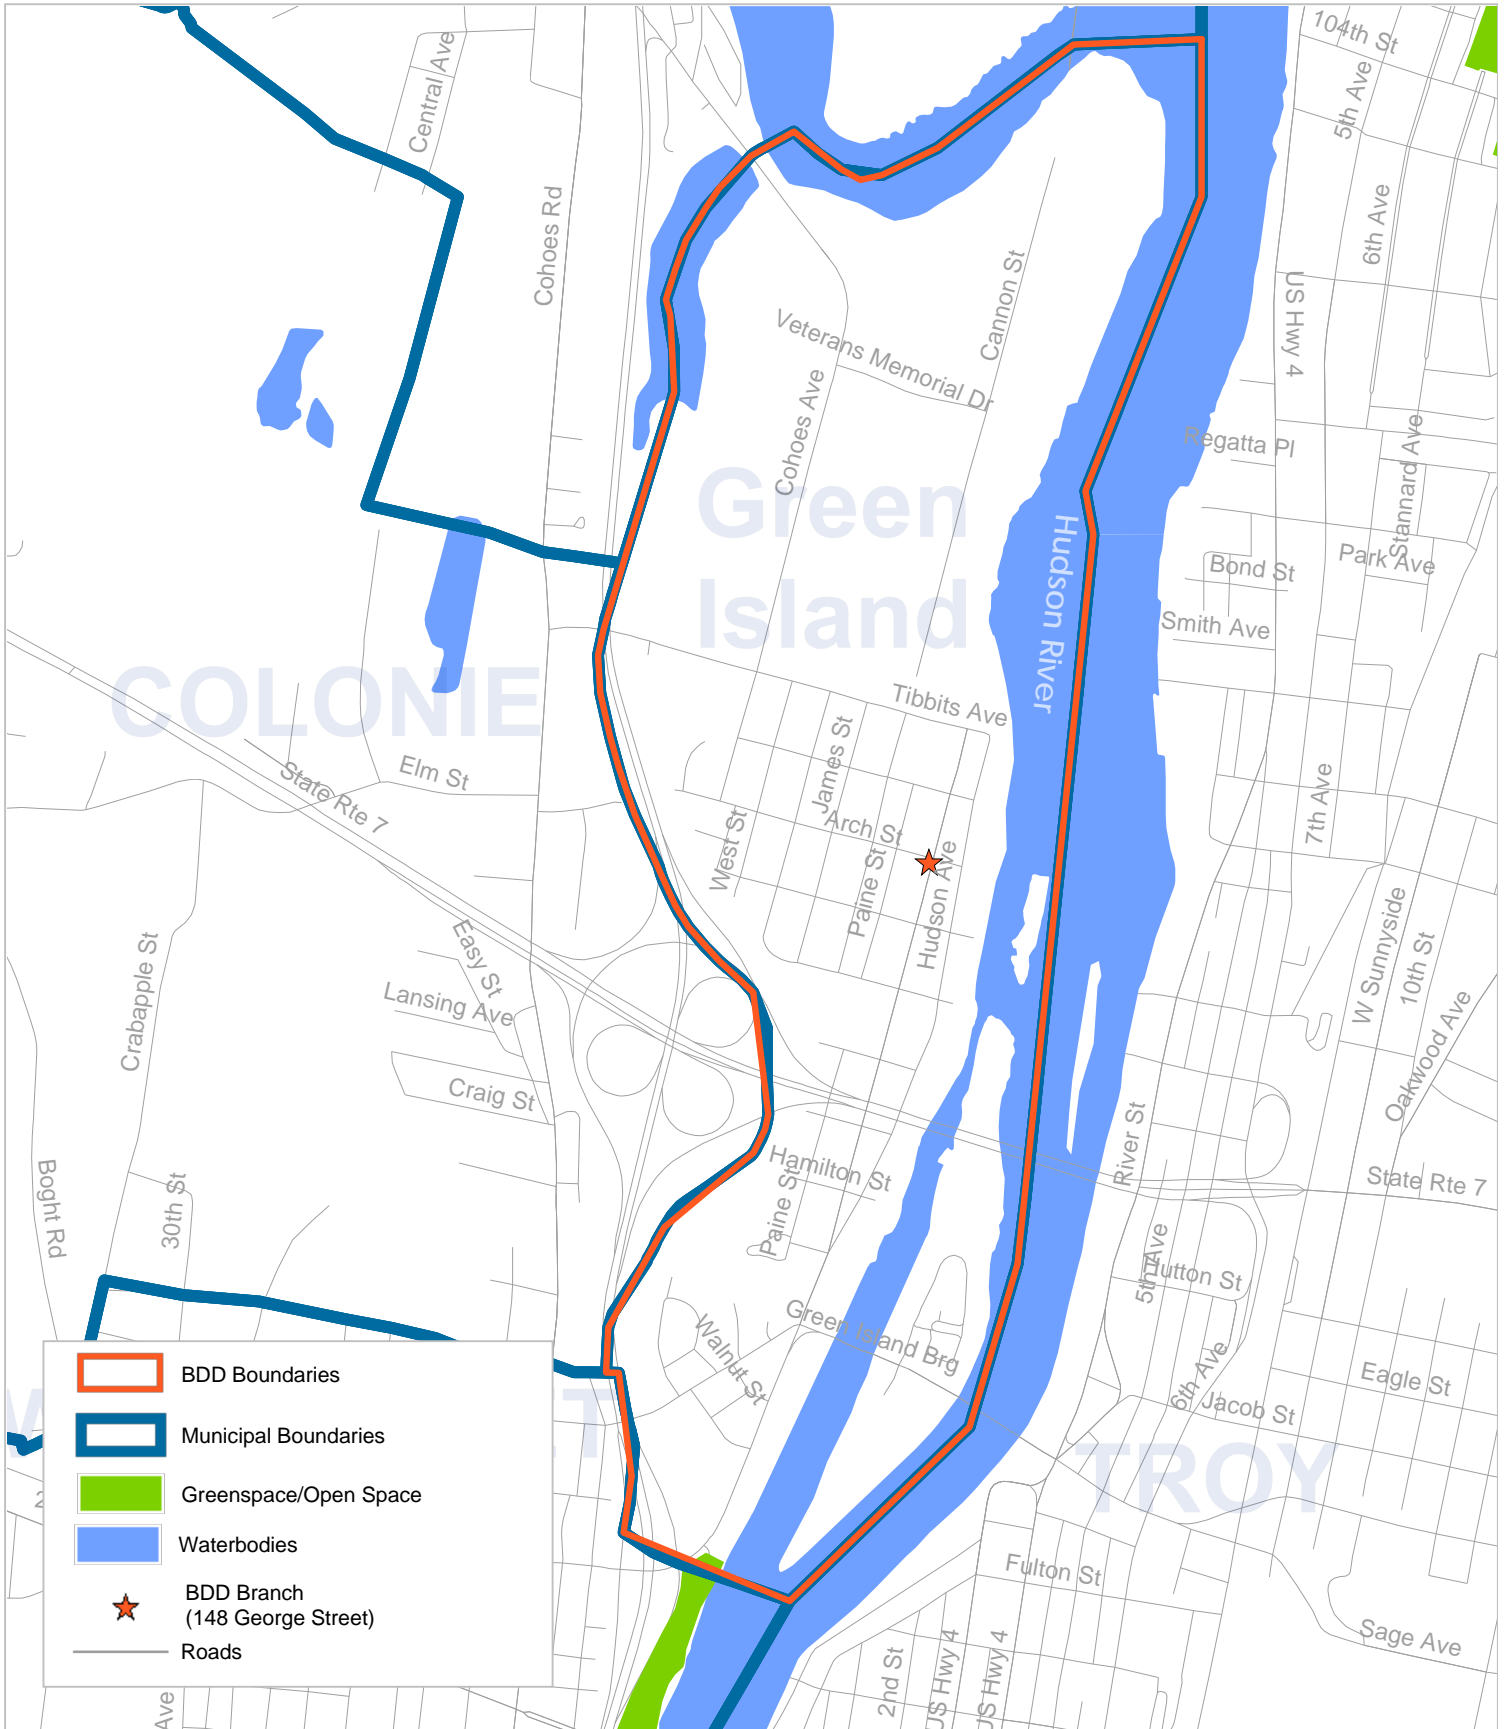 104th St
5th Ave
Central Ave
6th Ave
Cohoes Rd
US Hwy 4
Cannon St
Veterans Memorial Dr
Cohoes Ave
Regatta Pl
Stannard Ave
Green
Island
Hudson River
Park Ave
Bond St
Smith Ave
COLONIE
Tibbits Ave
James St
Elm St
State Rte 7
Arch St
7th Ave
West St
Paine St
Hudson Ave
W Sunnyside
10th St
Crabapple St
Easy St
Lansing Ave
Oakwood Ave
Craig St
River St
Boght Rd
30th St
Hamilton St
Paine St
State Rte 7
5th Ave
Hutton St
Green Island Brg
Walnut St
6th Ave
Eagle St
Jacob St
TROY
Fulton St
Sage Ave
2nd St
US Hwy 4
US Hwy 4
Ave
BDD Boundaries
Municipal Boundaries
Greenspace/Open Space
Waterbodies
BDD Branch
(148 George Street)
Roads